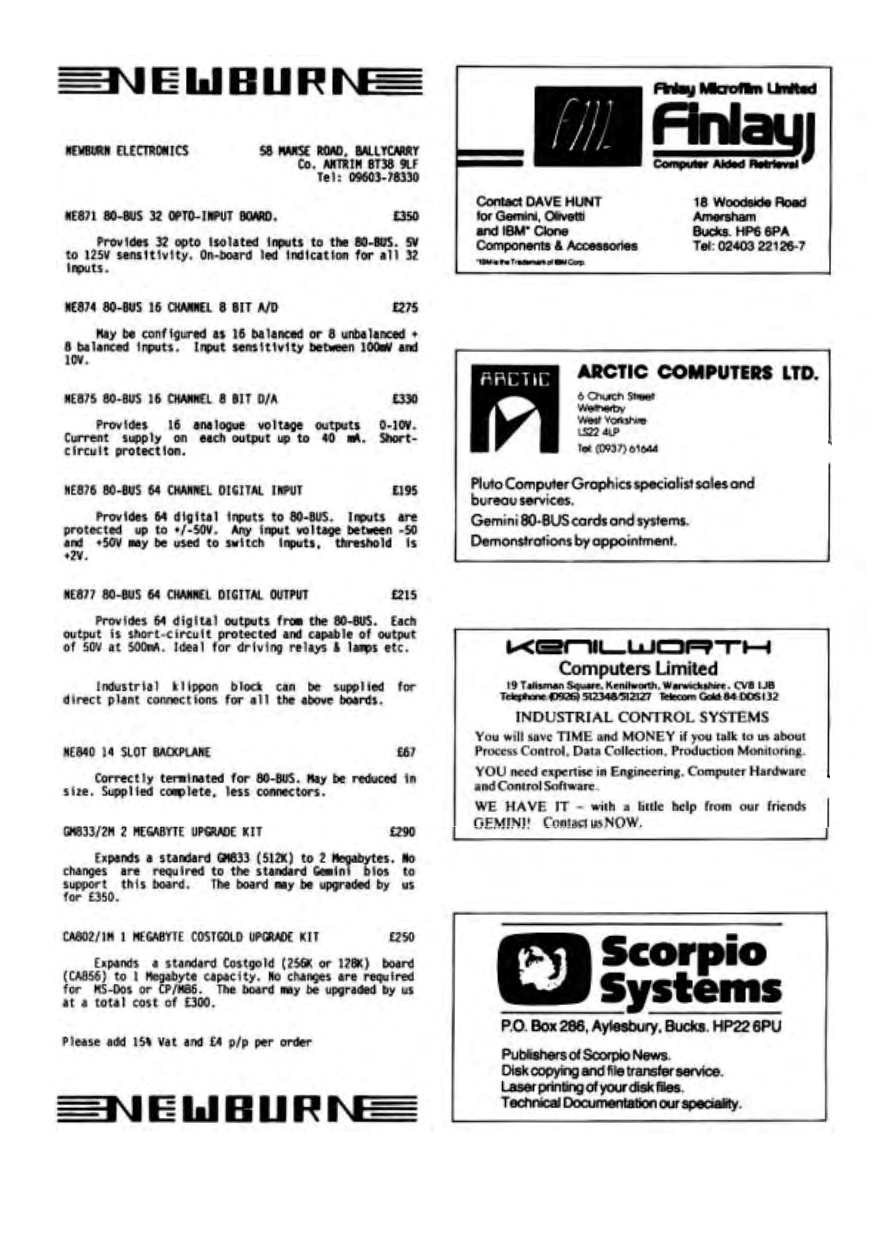 NEWBURN
NEWBURN ELECTRONICS 58 MANSE ROAD, BALLYCARRY
Co. ANTRIM BT38 9LF
Tel: 09603-78330
NE871 80-BUS 32 OPTO-INPUT BOARD. £350
Provides 32 opto isolated inputs to the 80-BUS. 5V
to 125V sensitivity. On-board led indication for all 32
inputs.
NE874 80-BUS 16 CHANNEL 8 BIT A/D £275
May be configured as 16 balanced or 8 unbalanced +
8 balanced inputs. Input sensitivity between 100mV and
10V.
NE875 80-BUS 16 CHANNEL 8 BIT D/A £330
Provides 16 analogue voltage outputs 0-10V.
Current supply on each output up to 40 mA. Short-
circuit protection.
NE876 80-BUS 64 CHANNEL DIGITAL INPUT £195
Provides 64 digital inputs to 80-BUS. Inputs are
protected up to +/-50V. Any input voltage between -50
and +50V may be used to switch inputs, threshold is
+2V.
NE877 80-BUS 64 CHANNEL DIGITAL OUTPUT £215
Provides 64 digital outputs from the 80-BUS. Each
output is short-circuit protected and capable of output
of 50V at 500mA. Ideal for driving relays & lamps etc.
Industrial klippon block can be supplied for
direct plant connections for all the above boards.
NE840 14 SLOT BACKPLANE £67
Correctly terminated for 80-BUS. May be reduced in
size. Supplied complete, less connectors.
GM833/2M 2 MEGABYTE UPGRADE KIT £290
Expands a standard GM833 (512K) to 2 Megabytes. No
changes are required to the standard Gemini bios to
support this board. The board may be upgraded by us
for £350.
CA802/1M 1 MEGABYTE COSTGOLD UPGRADE KIT £250
Expands a standard Costgold (256K or 128K) board
(CA856) to 1 Megabyte capacity. No changes are required
for MS-Dos or CP/M86. The board may be upgraded by us
at a total cost of £300.
Please add 15% Vat and £4 p/p per order
NEWBURN
Finlay Microfilm Limited
FML
Finlay
Computer Aided Retrieval
Contact DAVE HUNT 18 Woodside Road
for Gemini, Olivetti Amersham
and IBM* Clone Bucks. HP6 6PA
Components & Accessories Tel: 02403 22126-7
*IBM is the Trademark of IBM Corp.
ARCTIC
ARCTIC COMPUTERS LTD.
6 Church Street
Wetherby
West Yorkshire
LS22 4LP
Tel: (0937) 61644
Pluto Computer Graphics specialist sales and
bureau services.
Gemini 80-BUS cards and systems.
Demonstrations by appointment.
KENILWORTH
Computers Limited
19 Talisman Square, Kenilworth, Warwickshire. CV8 1JB
Telephone (0926) 512348/512127 Telecom Gold 84:DDS132
INDUSTRIAL CONTROL SYSTEMS
You will save TIME and MONEY if you talk to us about
Process Control, Data Collection, Production Monitoring.
YOU need expertise in Engineering, Computer Hardware
and Control Software.
WE HAVE IT – with a little help from our friends
GEMINI! Contact us NOW.
Scorpio
Systems
P.O. Box 286, Aylesbury, Bucks. HP22 6PU
Publishers of Scorpio News.
Disk copying and file transfer service.
Laser printing of your disk files.
Technical Documentation our speciality.